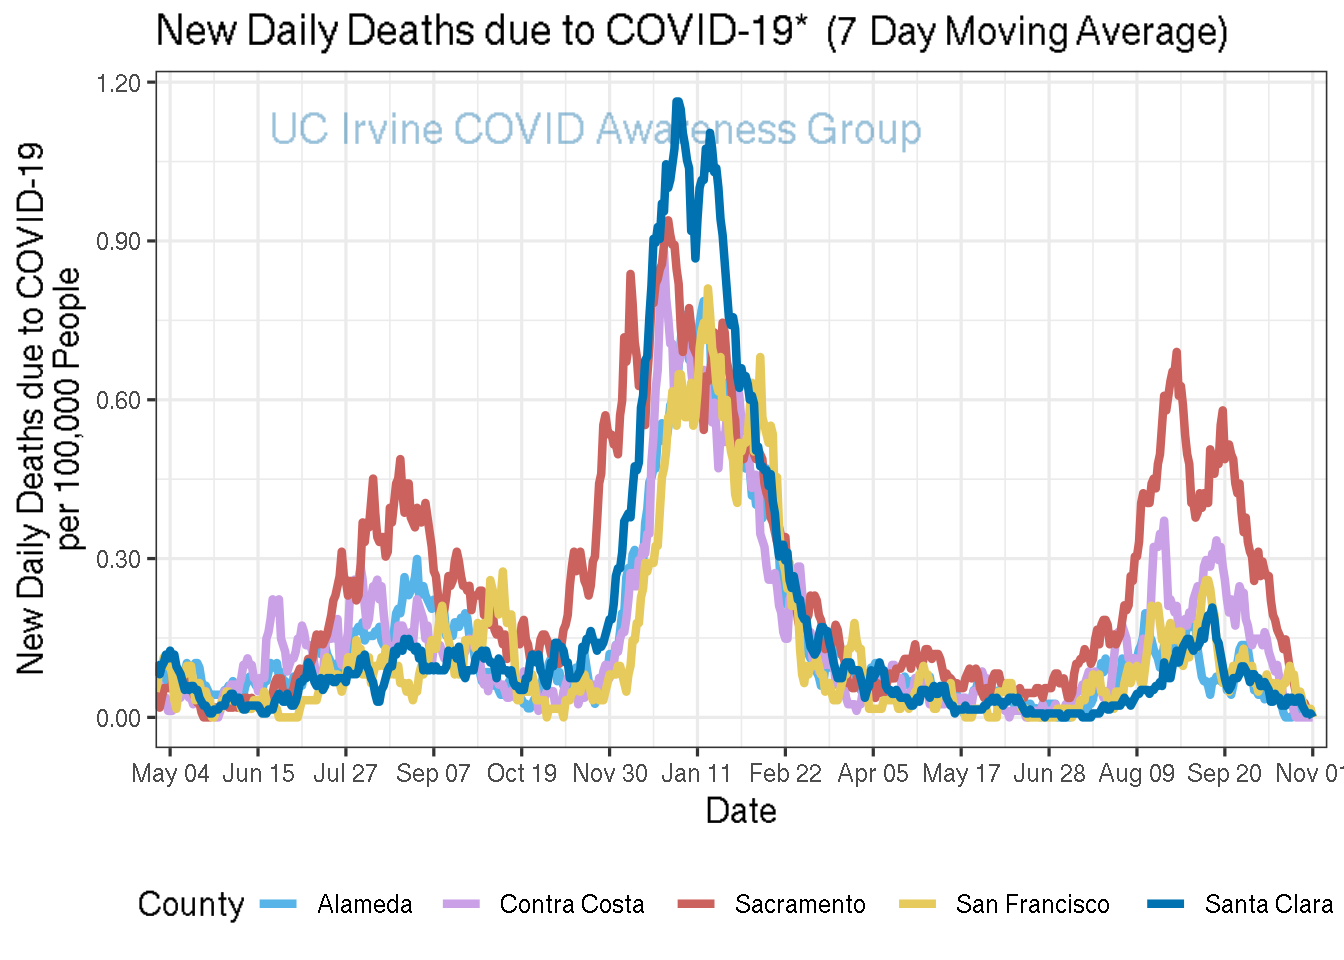 New Daily Deaths due to COVID-19* (7 Day Moving Average)
UC Irvine COVID Awareness Group
New Daily Deaths due to COVID-19
per 100,000 People
1.20
0.90
0.60
0.30
0.00
May 04 Jun 15 Jul 27 Sep 07 Oct 19 Nov 30 Jan 11 Feb 22 Apr 05 May 17 Jun 28 Aug 09 Sep 20 Nov 01
Date
County Alameda Contra Costa Sacramento San Francisco Santa Clara